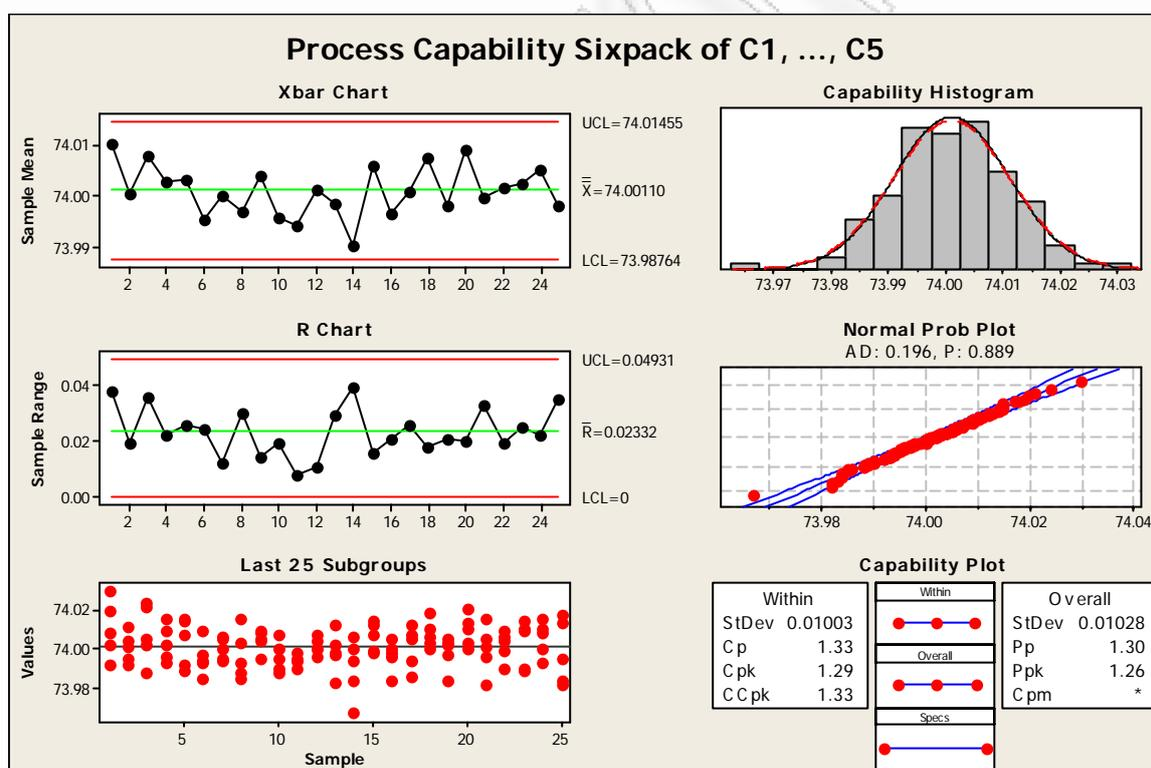 Process Capability Sixpack of C1, ..., C5
Xbar Chart
Sample Mean
74.01
74.00
73.99
2 4 6 8 10 12 14 16 18 20 22 24
UCL=74.01455
X=74.00110
LCL=73.98764
Capability Histogram
73.97 73.98 73.99 74.00 74.01 74.02 74.03
R Chart
Sample Range
0.04
0.02
0.00
2 4 6 8 10 12 14 16 18 20 22 24
UCL=0.04931
R=0.02332
LCL=0
Normal Prob Plot
AD: 0.196, P: 0.889
73.98 74.00 74.02 74.04
Last 25 Subgroups
Values
74.02
74.00
73.98
5 10 15 20 25
Sample
Capability Plot
Within
StDev 0.01003
Cp 1.33
Cpk 1.29
CCpk 1.33
Within
Overall
Specs
Overall
StDev 0.01028
Pp 1.30
Ppk 1.26
Cpm *